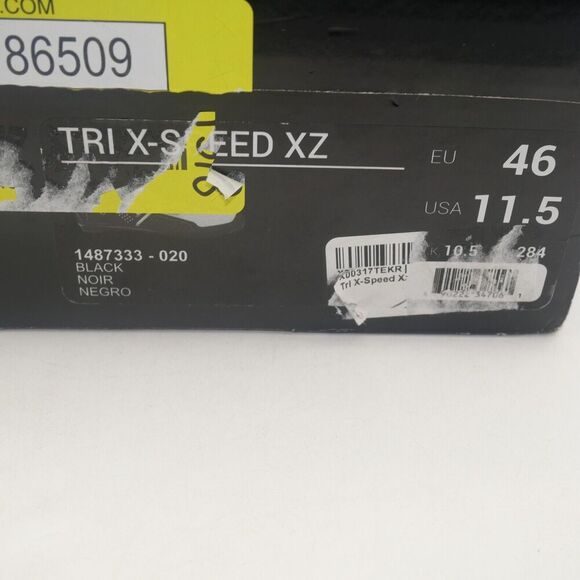 .COM
86509
TRI X-SPEED XZ
EU 46
USA 11.5
K 10.5 284
1487333 - 020
BLACK
NOIR
NEGRO
X00317TEKR
Tri X-Speed X